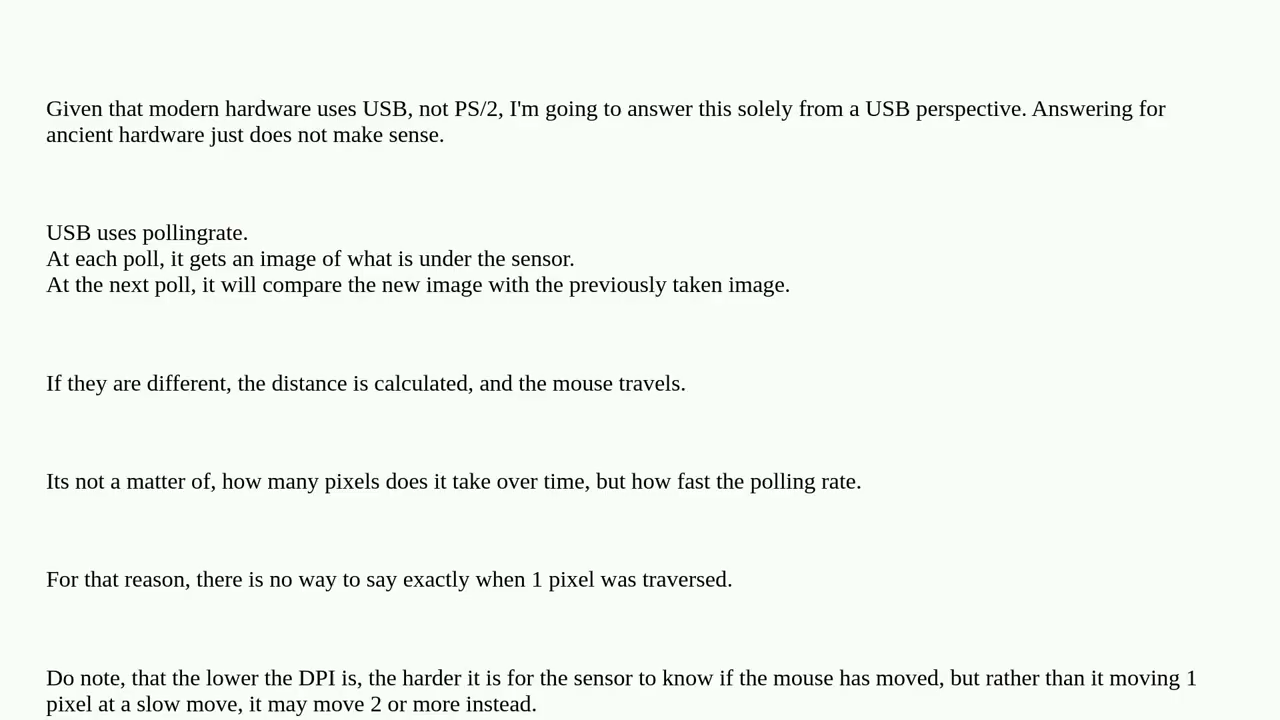 Given that modern hardware uses USB, not PS/2, I'm going to answer this solely from a USB perspective. Answering for
ancient hardware just does not make sense.
USB uses pollingrate.
At each poll, it gets an image of what is under the sensor.
At the next poll, it will compare the new image with the previously taken image.
If they are different, the distance is calculated, and the mouse travels.
Its not a matter of, how many pixels does it take over time, but how fast the polling rate.
For that reason, there is no way to say exactly when 1 pixel was traversed.
Do note, that the lower the DPI is, the harder it is for the sensor to know if the mouse has moved, but rather than it moving 1
pixel at a slow move, it may move 2 or more instead.